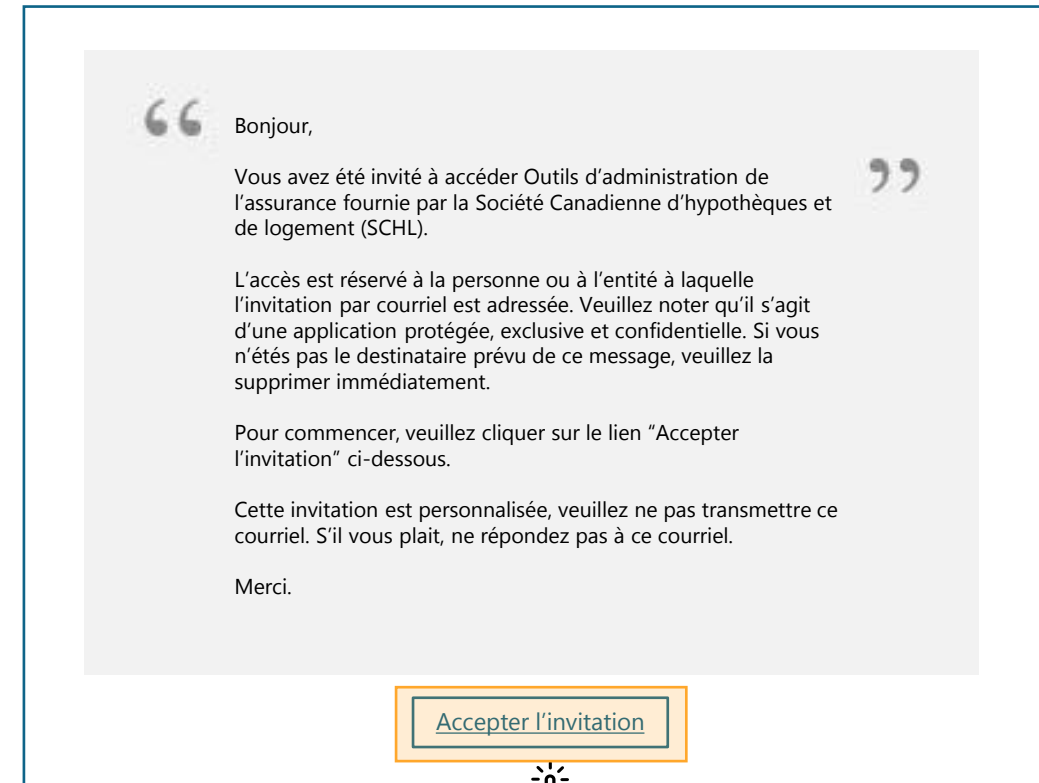 “
Bonjour,
”
Vous avez été invité à accéder Outils d’administration de
l’assurance fournie par la Société Canadienne d’hypothèques et
de logement (SCHL).
L’accès est réservé à la personne ou à l’entité à laquelle
l’invitation par courriel est adressée. Veuillez noter qu’il s’agit
d’une application protégée, exclusive et confidentielle. Si vous
n’étés pas le destinataire prévu de ce message, veuillez la
supprimer immédiatement.
Pour commencer, veuillez cliquer sur le lien “Accepter
l’invitation” ci-dessous.
Cette invitation est personnalisée, veuillez ne pas transmettre ce
courriel. S’il vous plait, ne répondez pas à ce courriel.
Merci.
Accepter l’invitation